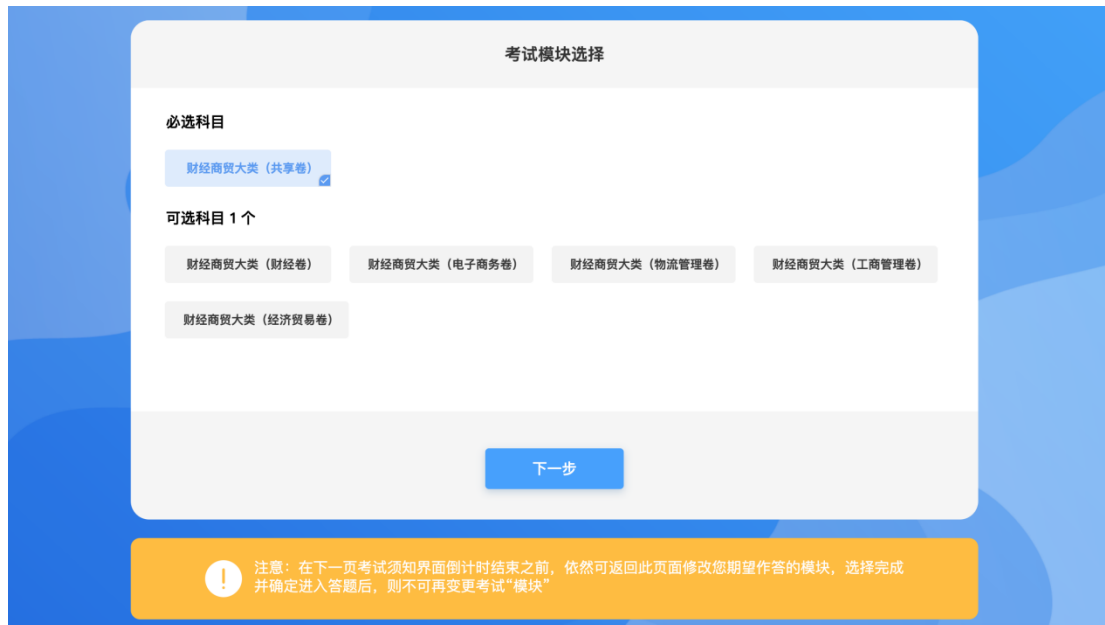 考试模块选择
必选科目
财经商贸大类（共享卷）
可选科目 1 个
财经商贸大类（财经卷）
财经商贸大类（电子商务卷）
财经商贸大类（物流管理卷）
财经商贸大类（工商管理卷）
财经商贸大类（经济贸易卷）
下一步
注意：在下一页考试须知界面倒计时结束之前，依然可返回此页面修改您期望作答的模块，选择完成
并确定进入答题后，则不可再变更考试“模块”